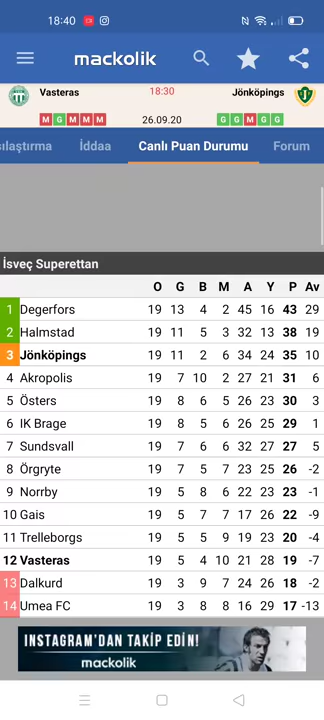 18:40
mackolik
Vasteras 18:30 Jönköpings
M G M M M 26.09.20 G G M G G
ılaştırma İddaa Canlı Puan Durumu Forum
İsveç Superettan
O G B M A Y P Av
1 Degerfors 19 13 4 2 45 16 43 29
2 Halmstad 19 11 5 3 32 13 38 19
3 Jönköpings 19 11 2 6 34 24 35 10
4 Akropolis 19 7 10 2 27 21 31 6
5 Östers 19 8 6 5 26 23 30 3
6 IK Brage 19 8 5 6 26 25 29 1
7 Sundsvall 19 7 6 6 32 27 27 5
8 Örgryte 19 7 5 7 23 25 26 -2
9 Norrby 19 5 8 6 22 23 23 -1
10 Gais 19 5 7 7 17 26 22 -9
11 Trelleborgs 19 5 5 9 19 23 20 -4
12 Vasteras 19 5 4 10 21 28 19 -7
13 Dalkurd 19 3 9 7 24 26 18 -2
14 Umea FC 19 3 8 8 16 29 17 -13
INSTAGRAM'DAN TAKİP EDİN!
mackolik